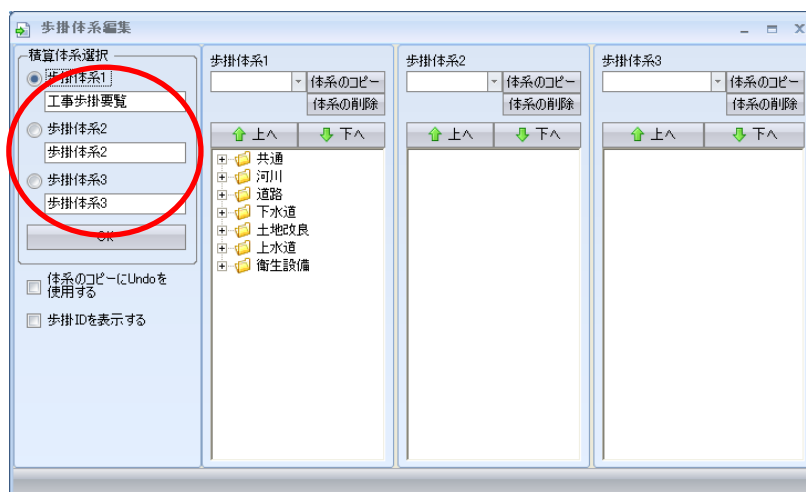 歩掛体系編集
積算体系選択
歩掛体系1
工事歩掛要覧
歩掛体系2
歩掛体系2
歩掛体系3
歩掛体系3
OK
体系のコピーにUndoを
使用する
歩掛IDを表示する
歩掛体系1
体系のコピー
体系の削除
上へ 下へ
共通
河川
道路
下水道
土地改良
上水道
衛生設備
歩掛体系2
体系のコピー
体系の削除
上へ 下へ
歩掛体系3
体系のコピー
体系の削除
上へ 下へ